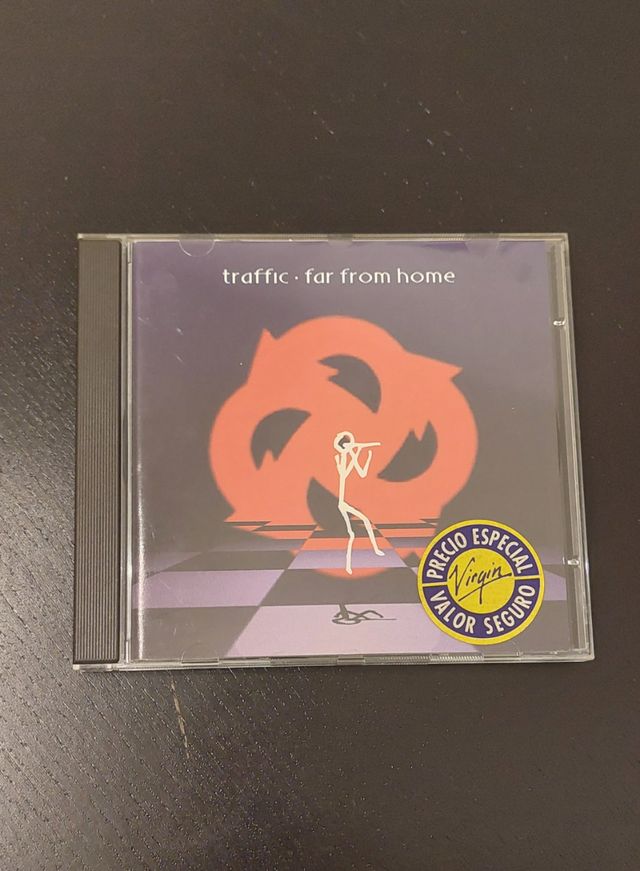 traffic · far from home
PRECIO ESPECIAL
Virgin
VALOR SEGURO